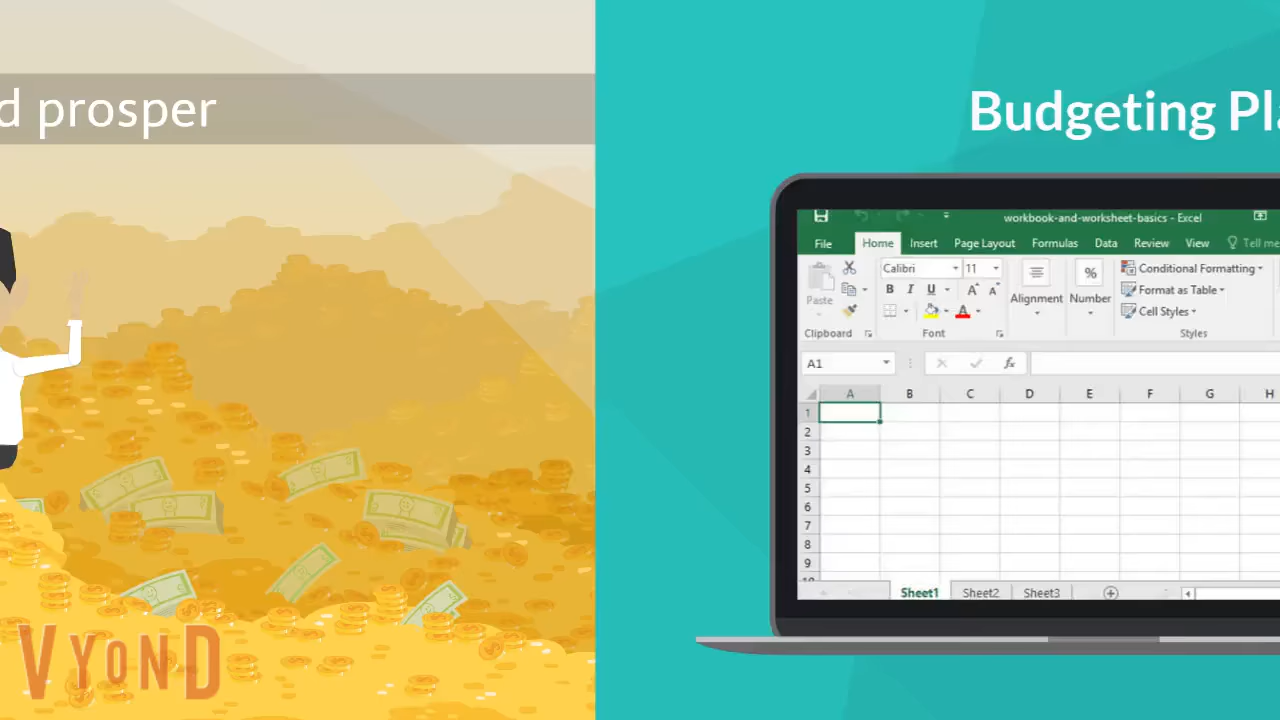 d prosper
Budgeting Pl
workbook-and-worksheet-basics - Excel
File Home Insert Page Layout Formulas Data Review View Tell me
Calibri 11
Conditional Formatting
Paste
B I U A A
Alignment Number
Format as Table
A
Cell Styles
Clipboard Font Styles
A1 fx
A B C D E F G H
1
2
3
4
5
6
7
8
9
10
Sheet1 Sheet2 Sheet3
VYOND